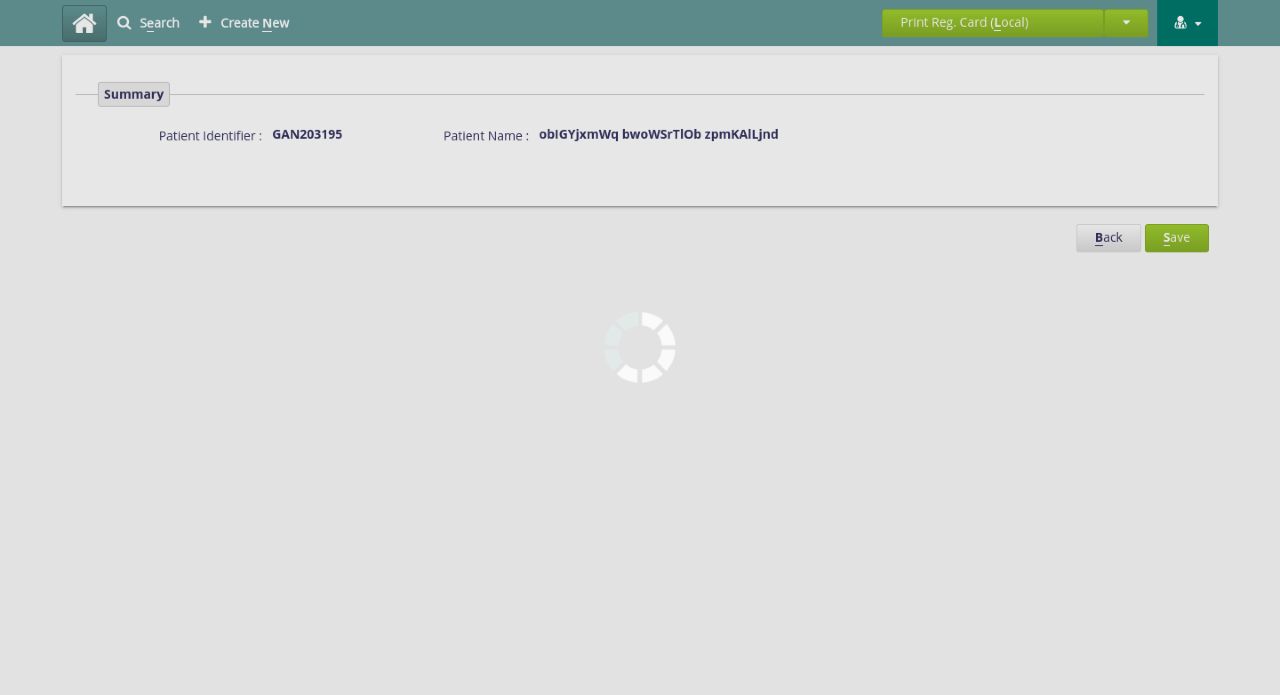 Search
Create New
Print Reg. Card (Local)
Summary
Patient Identifier : GAN203195
Patient Name : obIGYjxmWq bwoWSrTlOb zpmKAlLjnd
Back
Save